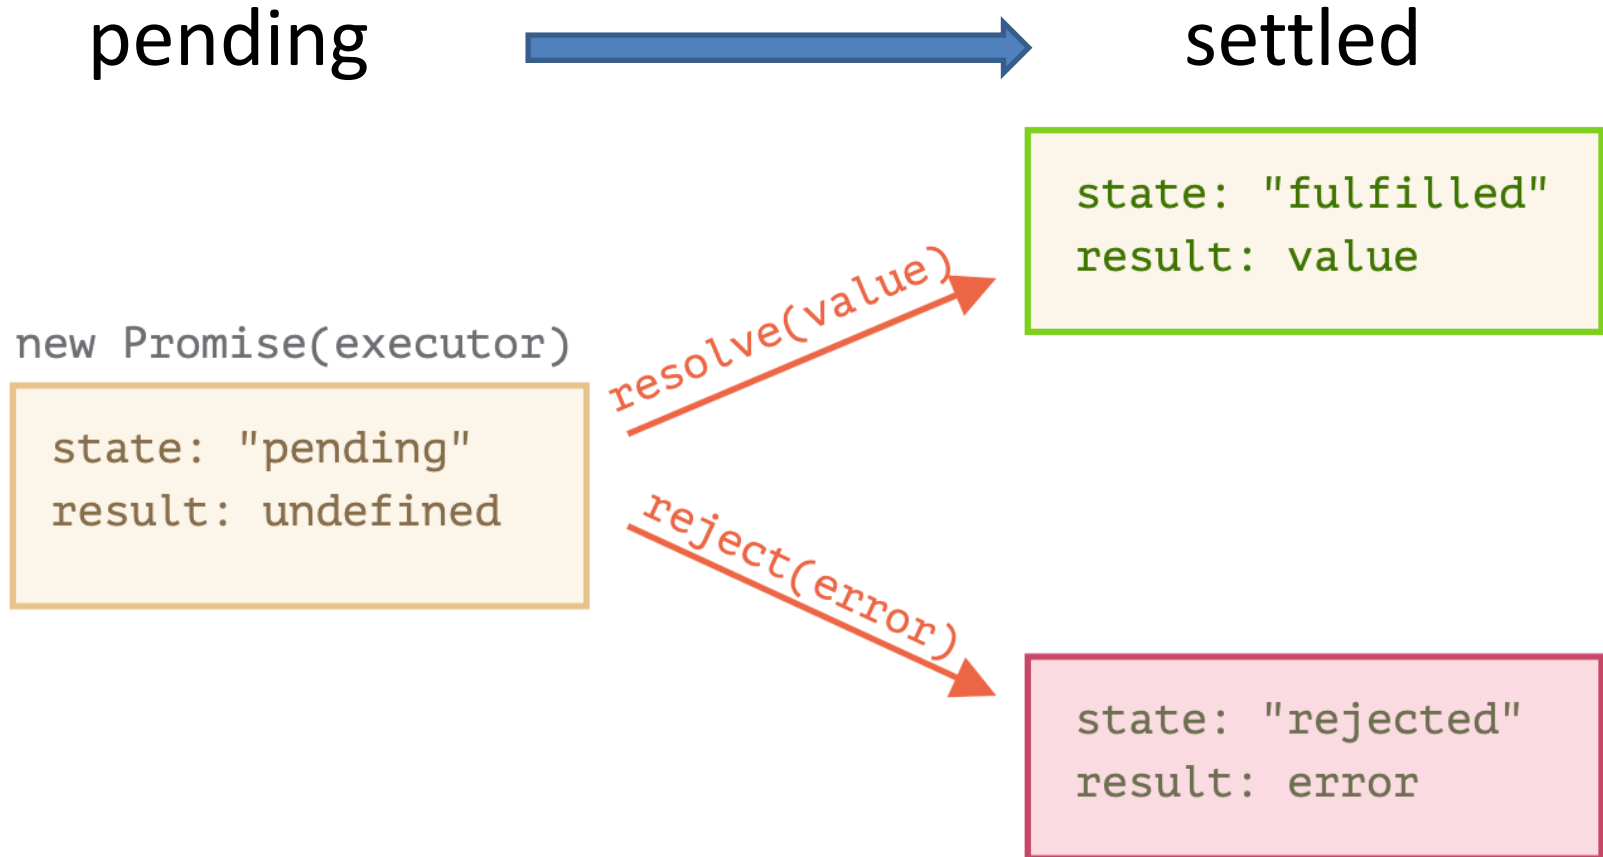 pending
settled
state: "fulfilled"
result: value
resolve(value)
new Promise(executor)
state: "pending"
result: undefined
reject(error)
state: "rejected"
result: error